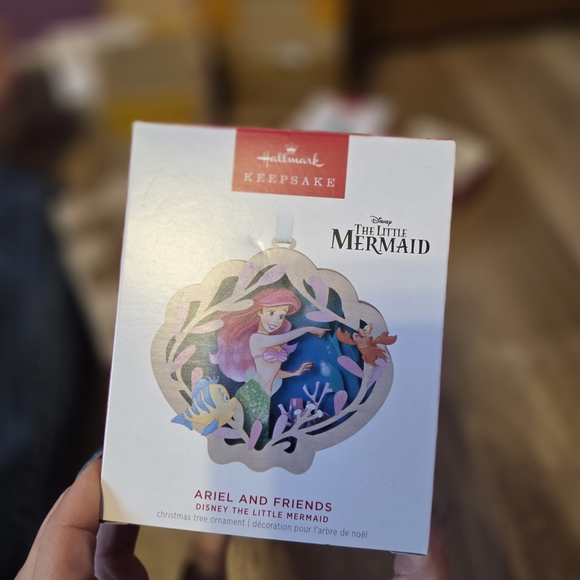 Hallmark
KEEPSAKE
Disney
THE LITTLE
MERMAID
ARIEL AND FRIENDS
DISNEY THE LITTLE MERMAID
christmas tree ornament | décoration pour l'arbre de noël